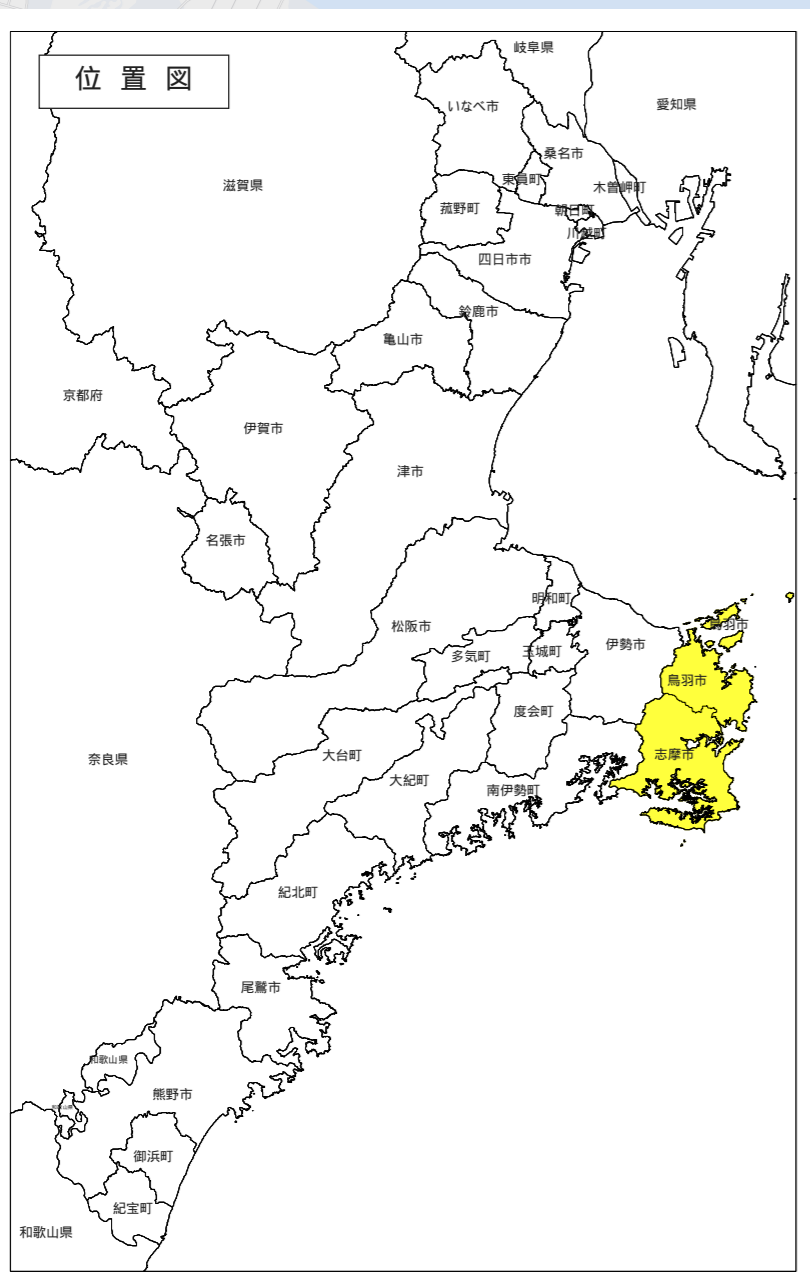 位置図
岐阜県
いなべ市
愛知県
桑名市
東員町
滋賀県
木曽岬町
菰野町
朝日町
川越町
四日市市
鈴鹿市
亀山市
京都府
伊賀市
津市
名張市
明和町
鳥羽市
松阪市
伊勢市
多気町
玉城町
鳥羽市
度会町
志摩市
大台町
奈良県
大紀町
南伊勢町
紀北町
尾鷲市
和歌山県
熊野市
和歌山県
御浜町
紀宝町
和歌山県